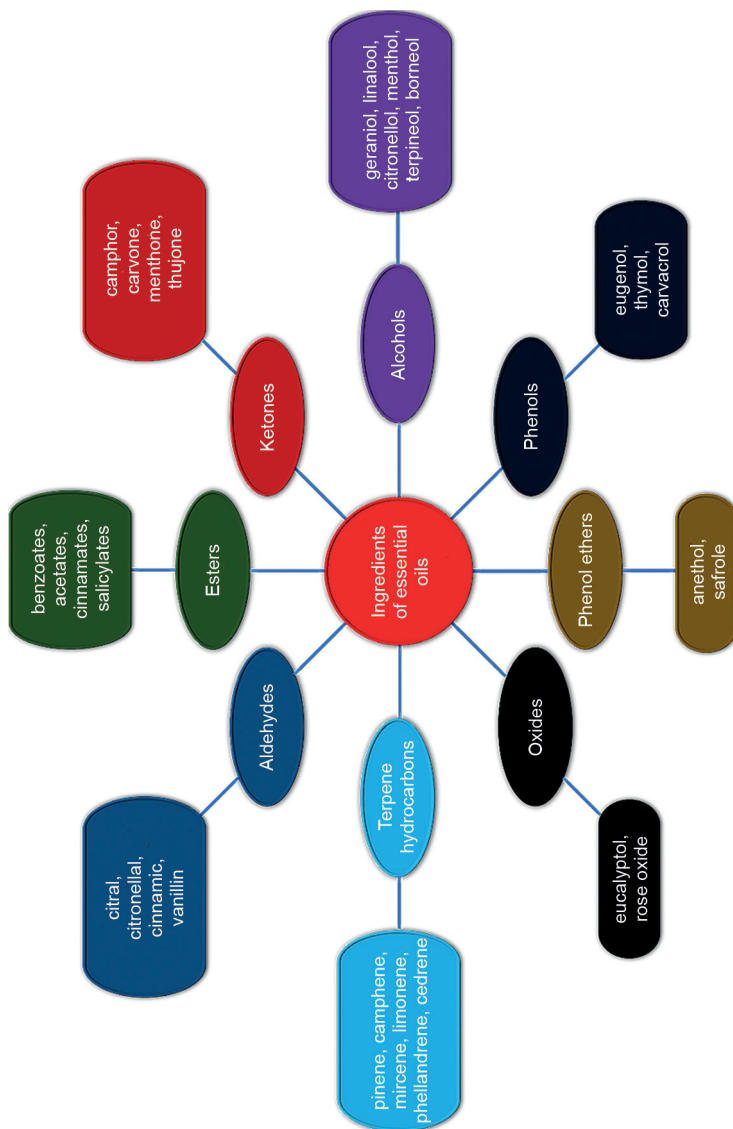 Ingredients
of essential
oils
Alcohols
geraniol, linalool,
citronellol, menthol,
terpineol, borneol
Phenols
eugenol,
thymol,
carvacrol
Phenol ethers
anethol,
safrole
Oxides
eucalyptol,
rose oxide
Terpene
hydrocarbons
pinene, camphene,
mircene, limonene,
phellandrene, cedrene
Aldehydes
citral,
citronellal,
cinnamic,
vanillin
Esters
benzoates,
acetates,
cinnamates,
salicylates
Ketones
camphor,
carvone,
menthone,
thujone